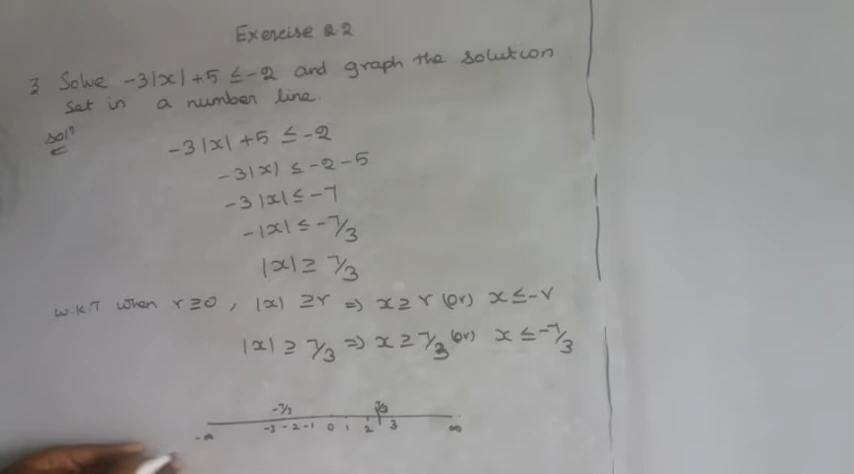 Exercise 2.2
3 Solve -3|x| + 5 ≤ -2 and graph the solution
set in a number line.
Solⁿ
-3|x| + 5 ≤ -2
-3|x| ≤ -2 - 5
-3|x| ≤ -7
-|x| ≤ -7/3
|x| ≥ 7/3
W.K.T when r ≥ 0, |x| ≥ r ⇒ x ≥ r (or) x ≤ -r
|x| ≥ 7/3 ⇒ x ≥ 7/3 (or) x ≤ -7/3
-7/3 7/3
-∞ -3 -2 -1 0 1 2 3 ∞